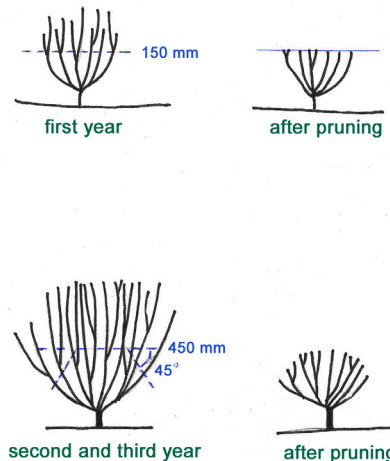 150 mm
first year
after pruning
450 mm
45°
second and third year
after pruning